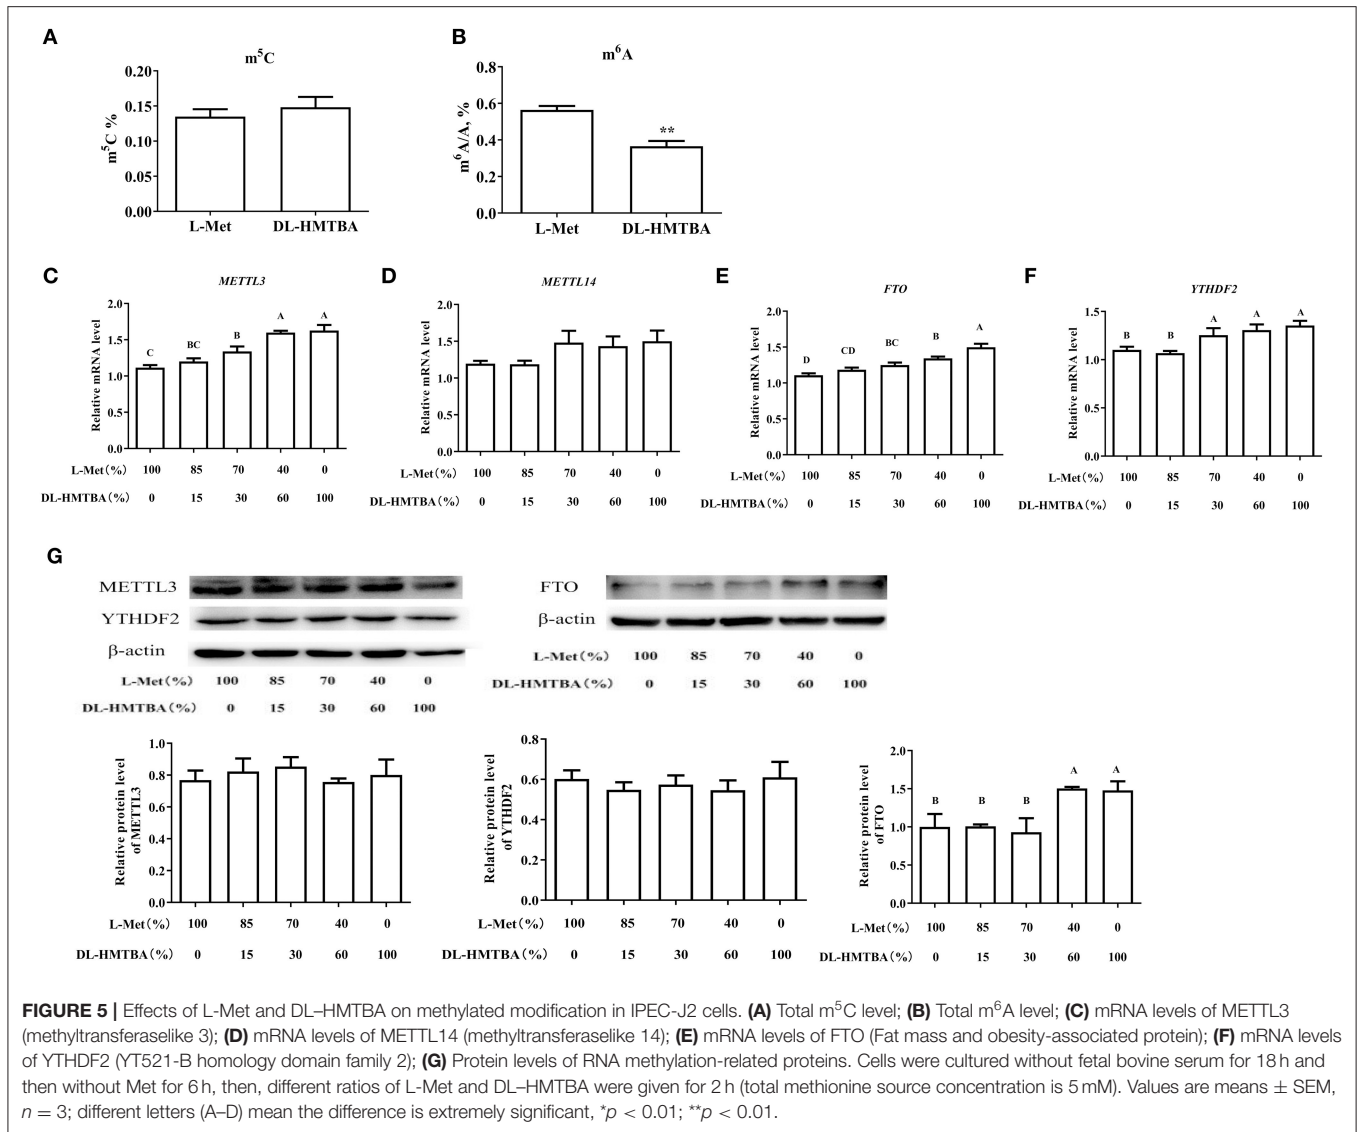 A
m⁵C
m⁵C %
0.20
0.15
0.10
0.05
0.00
L-Met DL-HMTBA
B
m⁶A
m⁶A/A, %
0.8
0.6
0.4
0.2
0.0
**
L-Met DL-HMTBA
C
METTL3
Relative mRNA level
2.0
1.5
1.0
0.5
0.0
C BC B A A
L-Met(%) 100 85 70 40 0
DL-HMTBA(%) 0 15 30 60 100
D
METTL14
Relative mRNA level
2.0
1.5
1.0
0.5
0.0
L-Met(%) 100 85 70 40 0
DL-HMTBA(%) 0 15 30 60 100
E
FTO
Relative mRNA level
2.0
1.5
1.0
0.5
0.0
D CD BC B A
L-Met(%) 100 85 70 40 0
DL-HMTBA(%) 0 15 30 60 100
F
YTHDF2
Relative mRNA level
1.5
1.0
0.5
0.0
B B A A A
L-Met(%) 100 85 70 40 0
DL-HMTBA(%) 0 15 30 60 100
G
METTL3
YTHDF2
β-actin
L-Met(%) 100 85 70 40 0
DL-HMTBA(%) 0 15 30 60 100
FTO
β-actin
L-Met(%) 100 85 70 40 0
DL-HMTBA(%) 0 15 30 60 100
Relative protein level
of METTL3
1.0
0.8
0.6
0.4
0.2
0.0
L-Met(%) 100 85 70 40 0
DL-HMTBA(%) 0 15 30 60 100
Relative protein level
of YTHDF2
0.8
0.6
0.4
0.2
0.0
L-Met(%) 100 85 70 40 0
DL-HMTBA(%) 0 15 30 60 100
Relative protein level
of FTO
2.0
1.5
1.0
0.5
0.0
B B B A A
L-Met(%) 100 85 70 40 0
DL-HMTBA(%) 0 15 30 60 100
FIGURE 5 | Effects of L-Met and DL–HMTBA on methylated modification in IPEC-J2 cells. (A) Total m⁵C level; (B) Total m⁶A level; (C) mRNA levels of METTL3
(methyltransferaselike 3); (D) mRNA levels of METTL14 (methyltransferaselike 14); (E) mRNA levels of FTO (Fat mass and obesity-associated protein); (F) mRNA levels
of YTHDF2 (YT521-B homology domain family 2); (G) Protein levels of RNA methylation-related proteins. Cells were cultured without fetal bovine serum for 18 h and
then without Met for 6 h, then, different ratios of L-Met and DL–HMTBA were given for 2 h (total methionine source concentration is 5 mM). Values are means ± SEM,
n = 3; different letters (A–D) mean the difference is extremely significant, *p < 0.01; **p < 0.01.